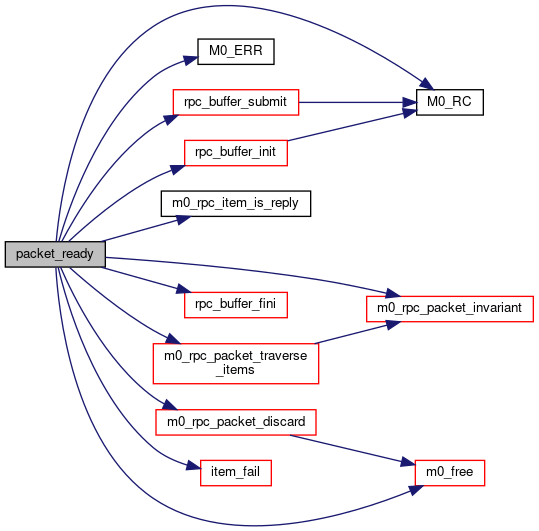 M0_ERR
rpc_buffer_submit
M0_RC
rpc_buffer_init
m0_rpc_item_is_reply
packet_ready
rpc_buffer_fini
m0_rpc_packet_invariant
m0_rpc_packet_traverse
_items
m0_rpc_packet_discard
item_fail
m0_free